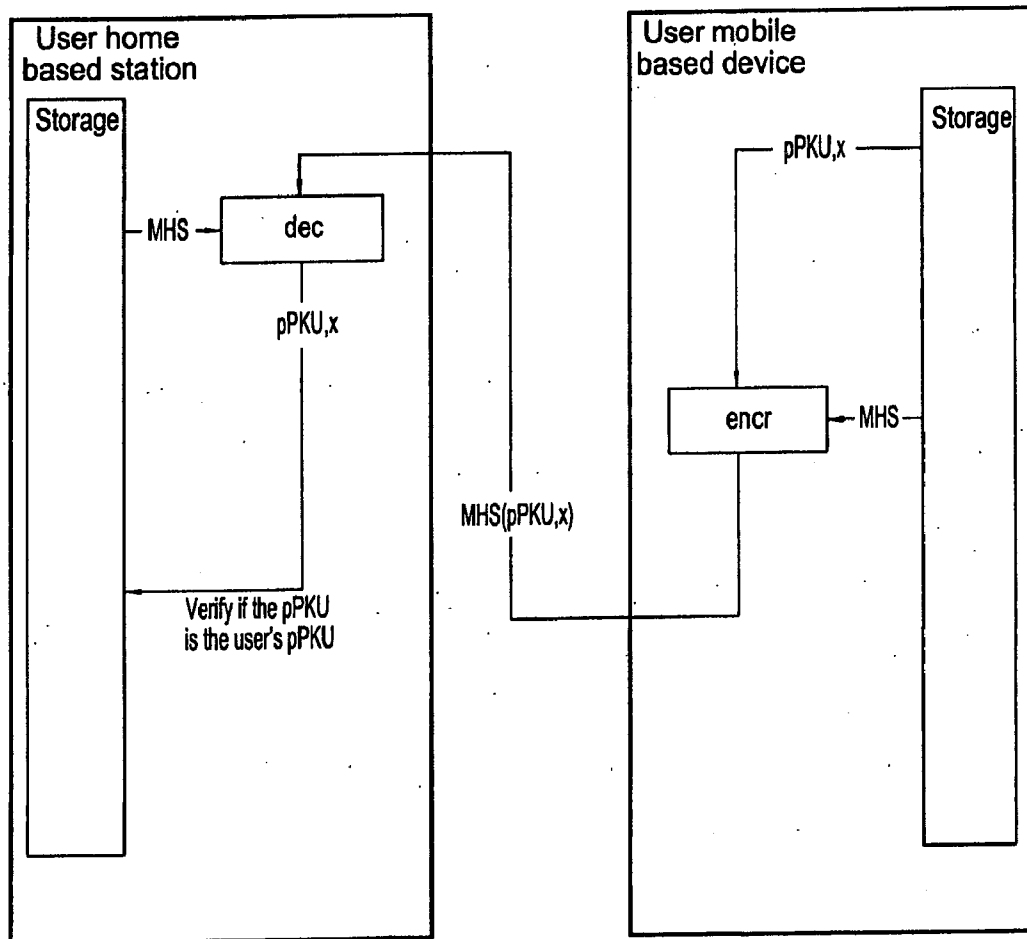 User home
based station
Storage
MHS
dec
pPKU,x
Verify if the pPKU
is the user's pPKU
MHS(pPKU,x)
User mobile
based device
Storage
pPKU,x
encr
MHS